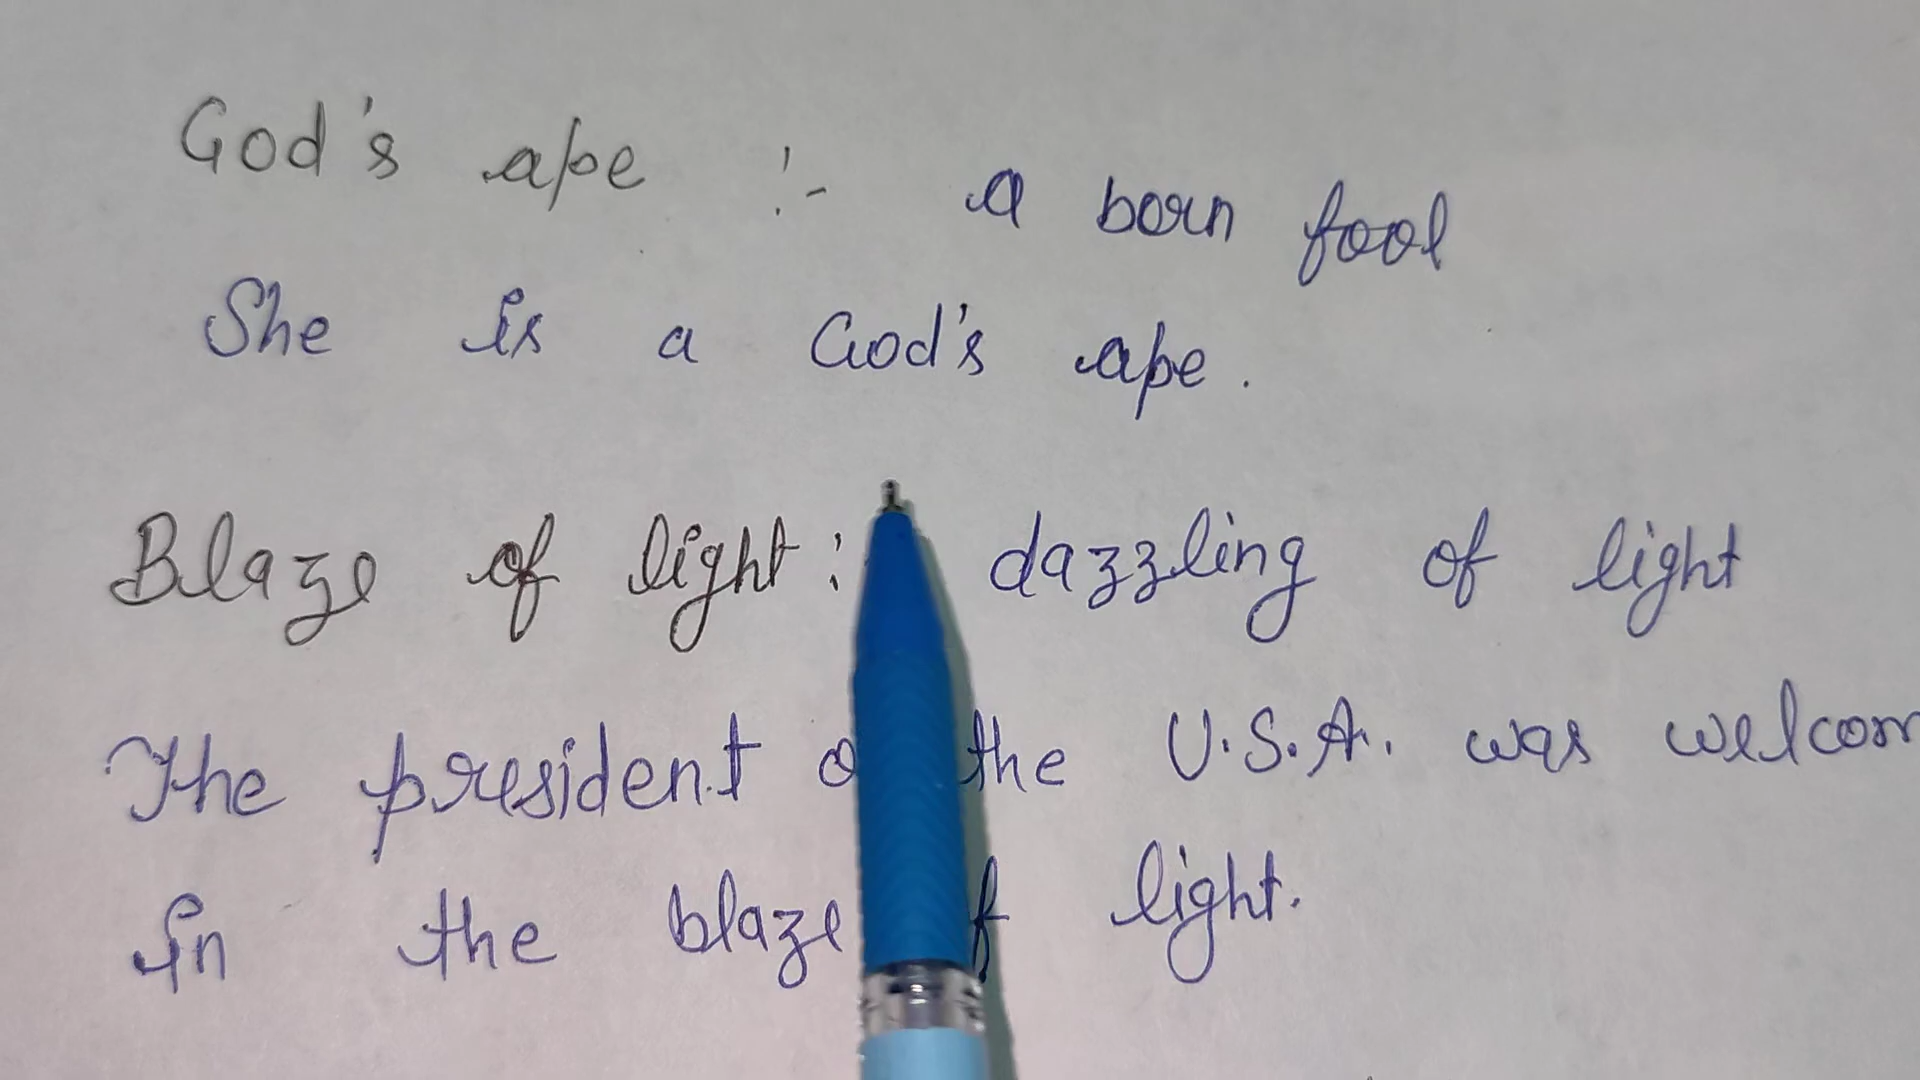 God's ape :- a born fool
She is a God's ape.
Blaze of light : dazzling of light
The president the U.S.A. was welcom
in the blaze light.